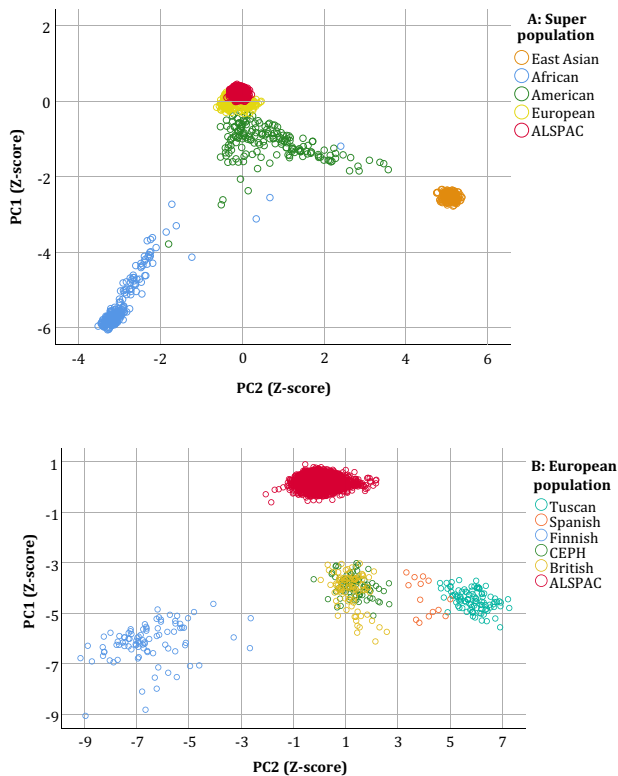 A: Super
population
East Asian
African
American
European
ALSPAC
2
0
-2
-4
-6
PC1 (Z-score)
-4 -2 0 2 4 6
PC2 (Z-score)
B: European
population
Tuscan
Spanish
Finnish
CEPH
British
ALSPAC
1
-1
-3
-5
-7
-9
PC1 (Z-score)
-9 -7 -5 -3 -1 1 3 5 7
PC2 (Z-score)